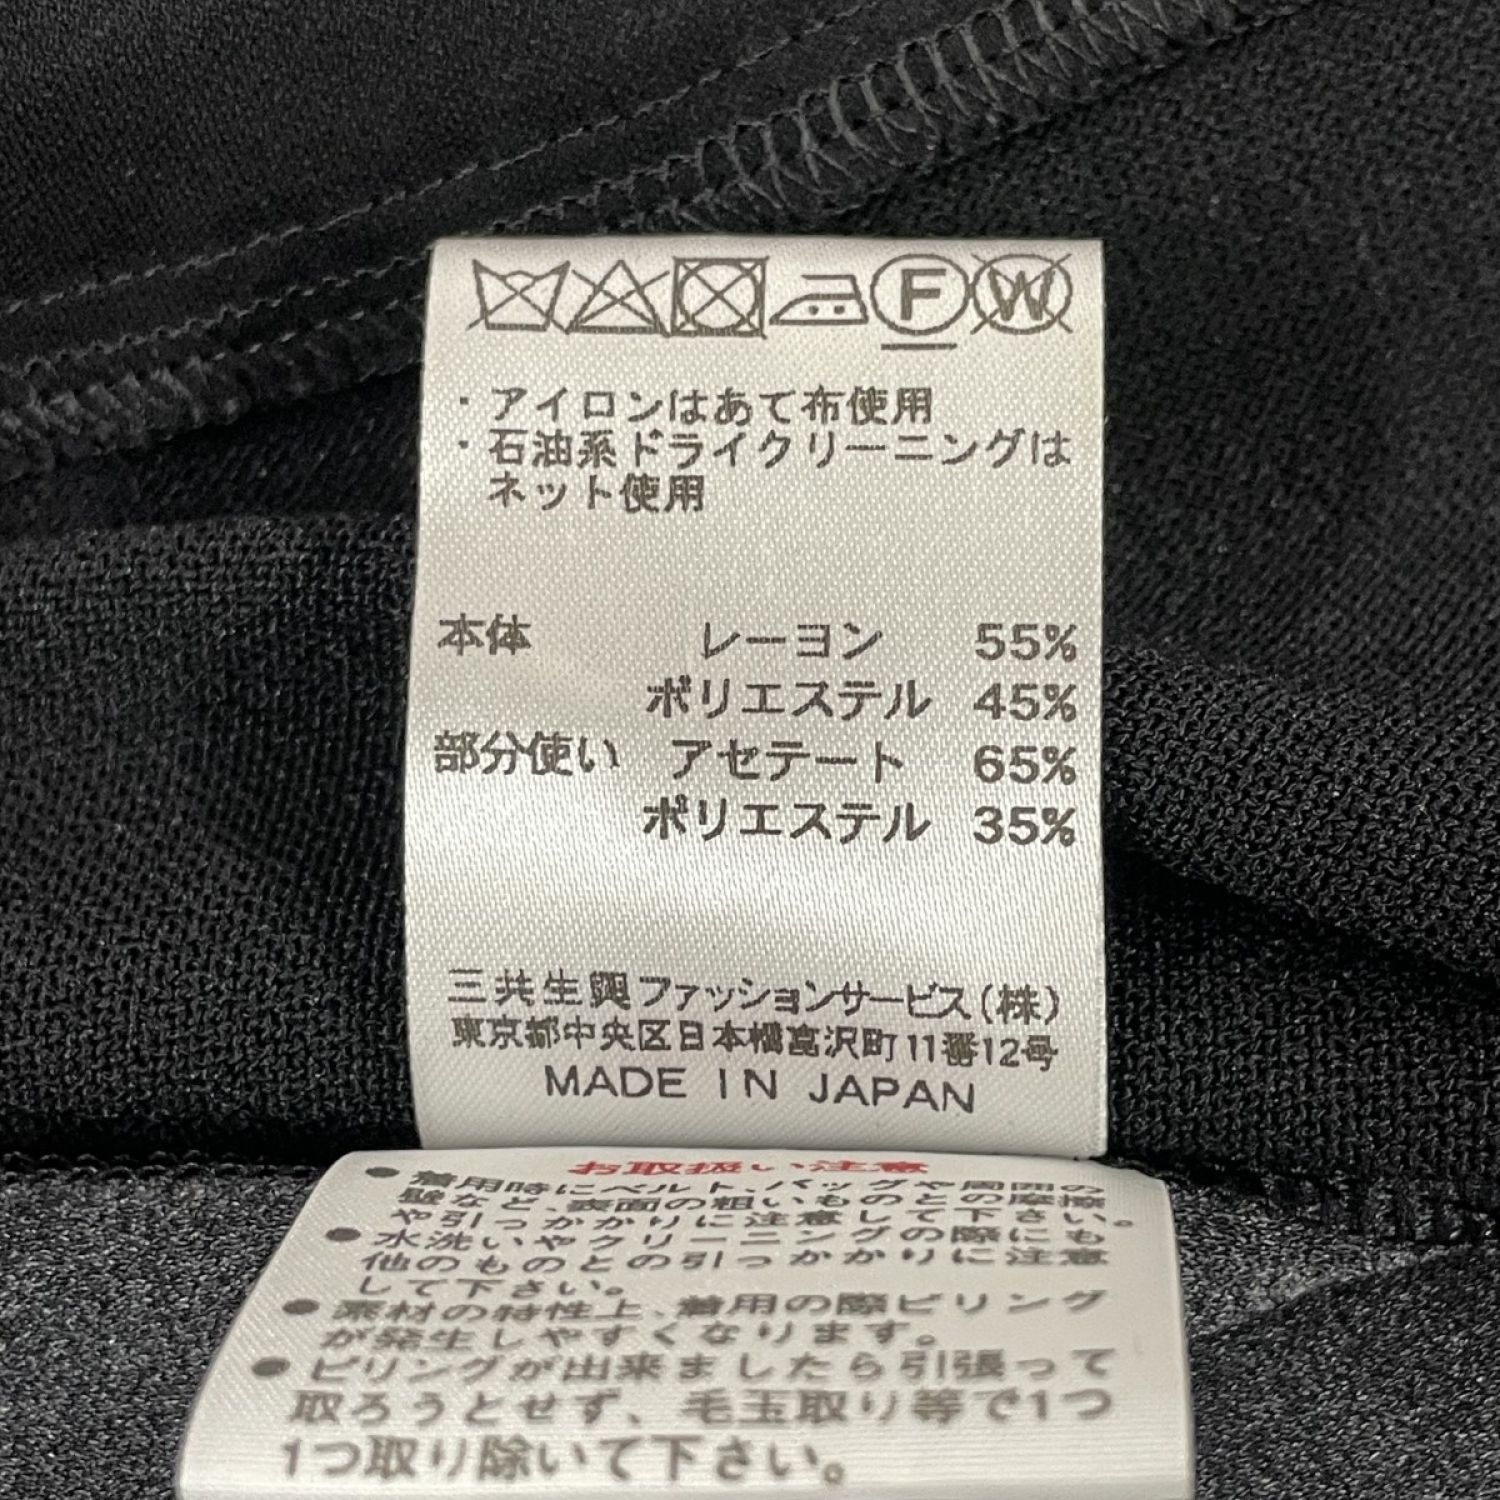 F W
・アイロンはあて布使用
・石油系ドライクリーニングは
ネット使用
本体 レーヨン 55%
ポリエステル 45%
部分使い アセテート 65%
ポリエステル 35%
三共生興ファッションサービス(株)
東京都中央区日本橋富沢町11番12号
MADE IN JAPAN
お取扱い注意
●着用時にベルト、バッグや周囲の
壁など、表面の粗いものとの摩擦
や引っかかりに注意して下さい。
●水洗いやクリーニングの際にも
他のものとの引っかかりに注意
して下さい。
●素材の特性上、着用の際ピリング
が発生しやすくなります。
●ピリングが出来ましたら引張って
取ろうとせず、毛玉取り等で1つ
1つ取り除いて下さい。